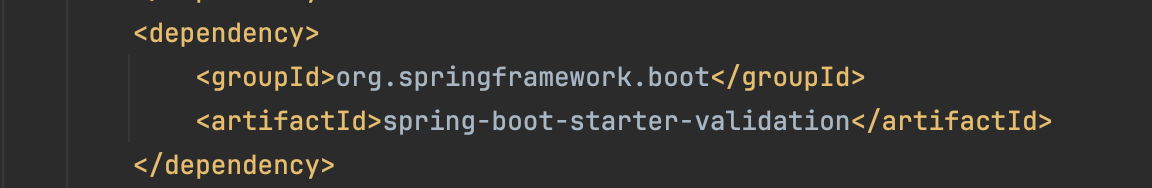 <dependency>
<groupId>org.springframework.boot</groupId>
<artifactId>spring-boot-starter-validation</artifactId>
</dependency>